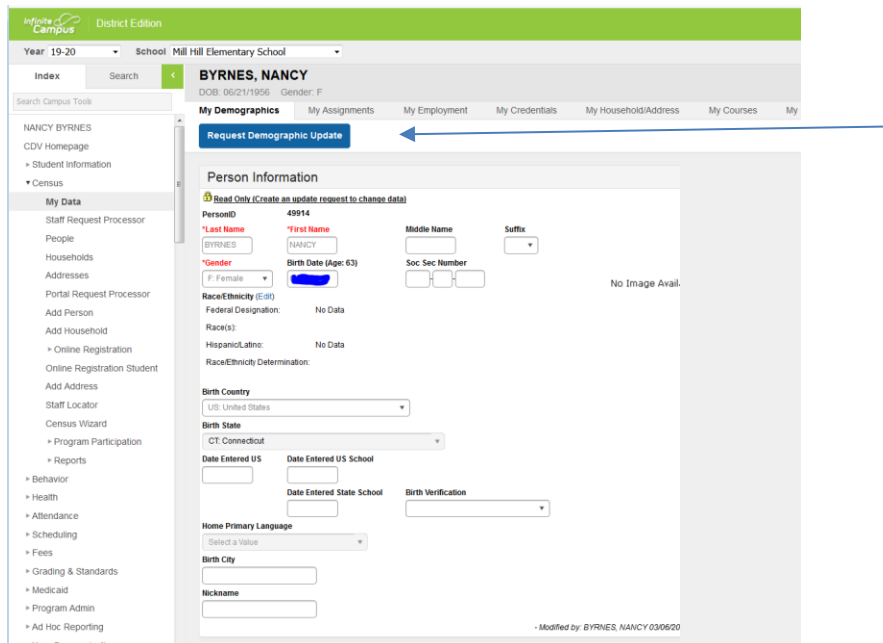 Infinite Campus District Edition
Year 19-20 School Mill Hill Elementary School
Index Search
Search Campus Tools
NANCY BYRNES
CDV Homepage
Student Information
Census
My Data
Staff Request Processor
People
Households
Addresses
Portal Request Processor
Add Person
Add Household
Online Registration
Online Registration Student
Add Address
Staff Locator
Census Wizard
Program Participation
Reports
Behavior
Health
Attendance
Scheduling
Fees
Grading & Standards
Medicaid
Program Admin
Ad Hoc Reporting
BYRNES, NANCY
DOB: 06/21/1956 Gender: F
My Demographics My Assignments My Employment My Credentials My Household/Address My Courses My
Request Demographic Update
Person Information
Read Only (Create an update request to change data)
PersonID 49914
*Last Name *First Name Middle Name Suffix
BYRNES NANCY
*Gender Birth Date (Age: 63) Soc Sec Number
F: Female - -
No Image Avail
Race/Ethnicity (Edit)
Federal Designation: No Data
Race(s):
Hispanic/Latino: No Data
Race/Ethnicity Determination:
Birth Country
US: United States
Birth State
CT: Connecticut
Date Entered US Date Entered US School
Date Entered State School Birth Verification
Home Primary Language
Select a Value
Birth City
Nickname
- Modified by: BYRNES, NANCY 03/06/20